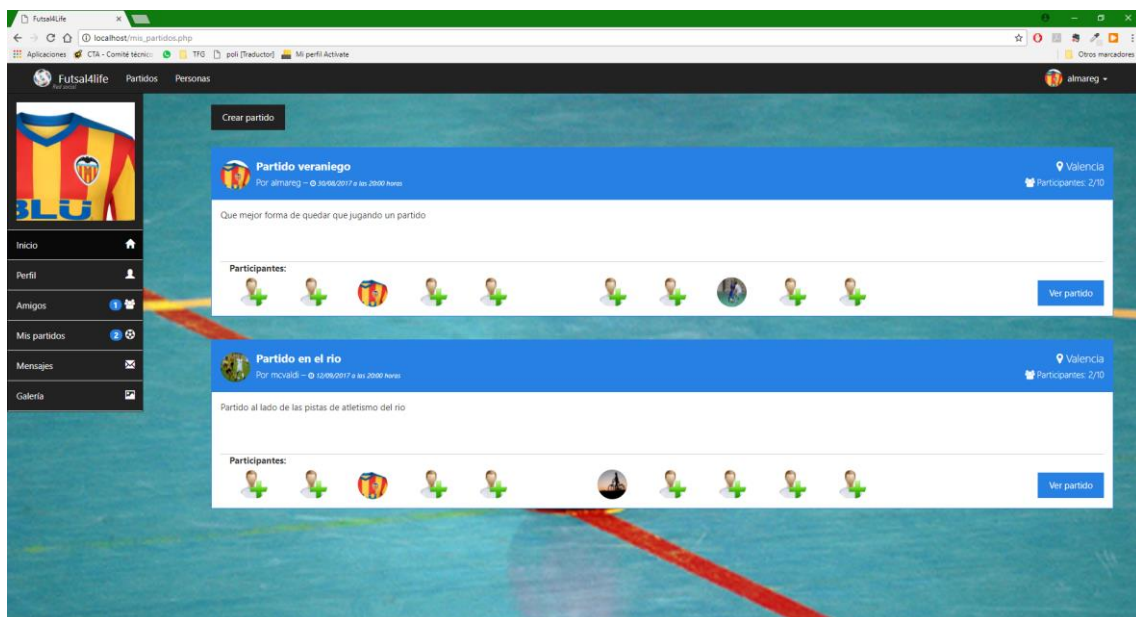 Futsal4Life
localhost/mis_partidos.php
Aplicaciones CTA - Comité técnic TFG poli [Traductor] Mi perfil Activate Otros marcadores
Futsal4life Partidos Personas almareg
Red social
Crear partido
BLU
Inicio
Perfil
Amigos 1
Mis partidos 2
Mensajes
Galería
Partido veraniego Valencia
Por almareg – 30/08/2017 a las 20:00 horas Participantes: 2/10
Que mejor forma de quedar que jugando un partido
Participantes:
Ver partido
Partido en el rio Valencia
Por mcvaldi – 12/09/2017 a las 20:00 horas Participantes: 2/10
Partido al lado de las pistas de atletismo del rio
Participantes:
Ver partido